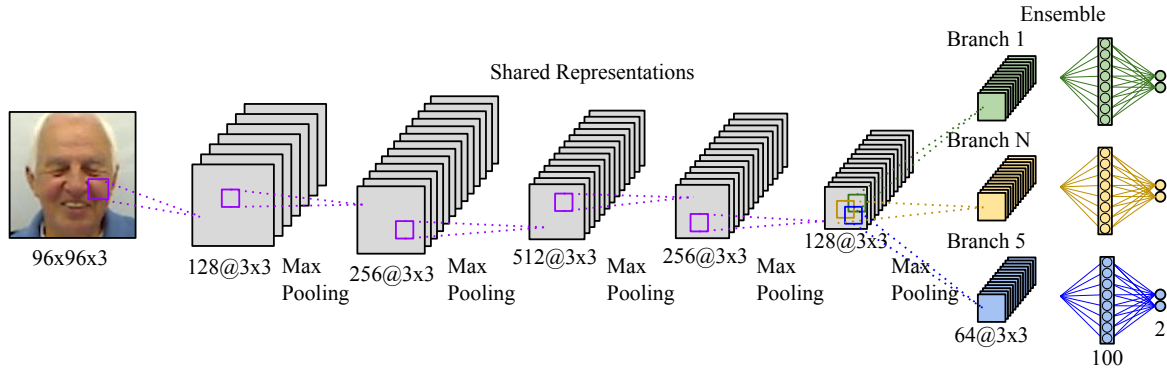 Ensemble
Branch 1
Shared Representations
Branch N
Branch 5
96x96x3
128@3x3
Max
Pooling
256@3x3
Max
Pooling
512@3x3
Max
Pooling
256@3x3
Max
Pooling
128@3x3
Max
Pooling
64@3x3
100
2